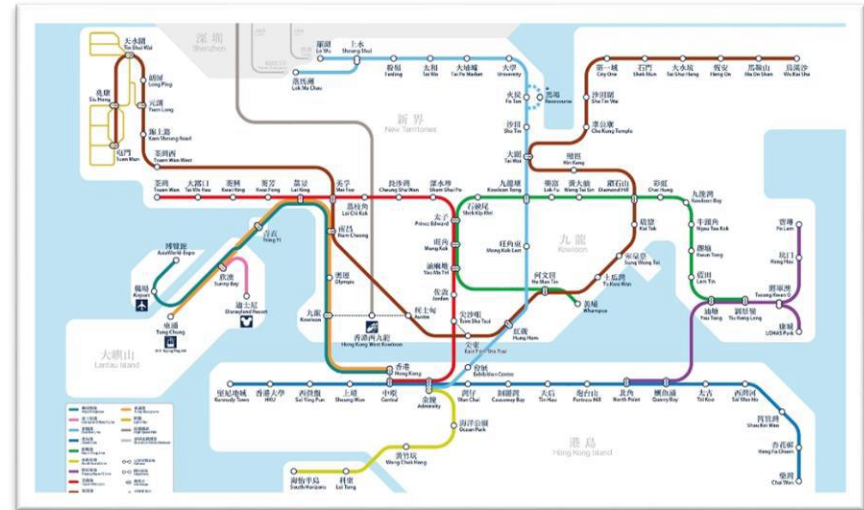 深圳
Shenzhen
天水圍
Tin Shui Wai
朗屏
Long Ping
元朗
Yuen Long
錦上路
Kam Sheung Road
兆康
Siu Hong
屯門
Tuen Mun
荃灣西
Tsuen Wan West
羅湖
Lo Wu
上水
Sheung Shui
落馬洲
Lok Ma Chau
粉嶺
Fanling
太和
Tai Wo
大埔墟
Tai Po Market
大學
University
火炭
Fo Tan
馬場
Racecourse
沙田
Sha Tin
大圍
Tai Wai
第一城
City One
石門
Shek Mun
大水坑
Tai Shui Hang
恆安
Heng On
馬鞍山
Ma On Shan
烏溪沙
Wu Kai Sha
沙田圍
Sha Tin Wai
車公廟
Che Kung Temple
顯徑
Hin Keng
新界
New Territories
荃灣
Tsuen Wan
大窩口
Tai Wo Hau
葵興
Kwai Hing
葵芳
Kwai Fong
荔景
Lai King
美孚
Mei Foo
荔枝角
Lai Chi Kok
長沙灣
Cheung Sha Wan
深水埗
Sham Shui Po
南昌
Nam Cheong
太子
Prince Edward
石硤尾
Shek Kip Mei
九龍塘
Kowloon Tong
樂富
Lok Fu
黃大仙
Wong Tai Sin
鑽石山
Diamond Hill
彩虹
Choi Hung
九龍灣
Kowloon Bay
牛頭角
Ngau Tau Kok
觀塘
Kwun Tong
藍田
Lam Tin
油塘
Yau Tong
調景嶺
Tiu Keng Leng
將軍澳
Tseung Kwan O
坑口
Hang Hau
寶琳
Po Lam
康城
LOHAS Park
啟德
Kai Tak
宋皇臺
Sung Wong Toi
土瓜灣
To Kwa Wan
何文田
Ho Man Tin
黃埔
Whampoa
紅磡
Hung Hom
旺角
Mong Kok
旺角東
Mong Kok East
油麻地
Yau Ma Tei
佐敦
Jordan
尖沙咀
Tsim Sha Tsui
尖東
East Tsim Sha Tsui
柯士甸
Austin
香港西九龍
Hong Kong West Kowloon
九龍
Kowloon
九龍
Kowloon
奧運
Olympic
青衣
Tsing Yi
欣澳
Sunny Bay
迪士尼
Disneyland Resort
博覽館
AsiaWorld-Expo
機場
Airport
東涌
Tung Chung
大嶼山
Lantau Island
香港
Hong Kong
中環
Central
金鐘
Admiralty
會展
Exhibition Centre
堅尼地城
Kennedy Town
香港大學
HKU
西營盤
Sai Ying Pun
上環
Sheung Wan
灣仔
Wan Chai
銅鑼灣
Causeway Bay
天后
Tin Hau
炮台山
Fortress Hill
北角
North Point
鰂魚涌
Quarry Bay
太古
Tai Koo
西灣河
Sai Wan Ho
筲箕灣
Shau Kei Wan
杏花邨
Heng Fa Chuen
柴灣
Chai Wan
海洋公園
Ocean Park
黃竹坑
Wong Chuk Hang
利東
Lei Tung
海怡半島
South Horizons
港島
Hong Kong Island